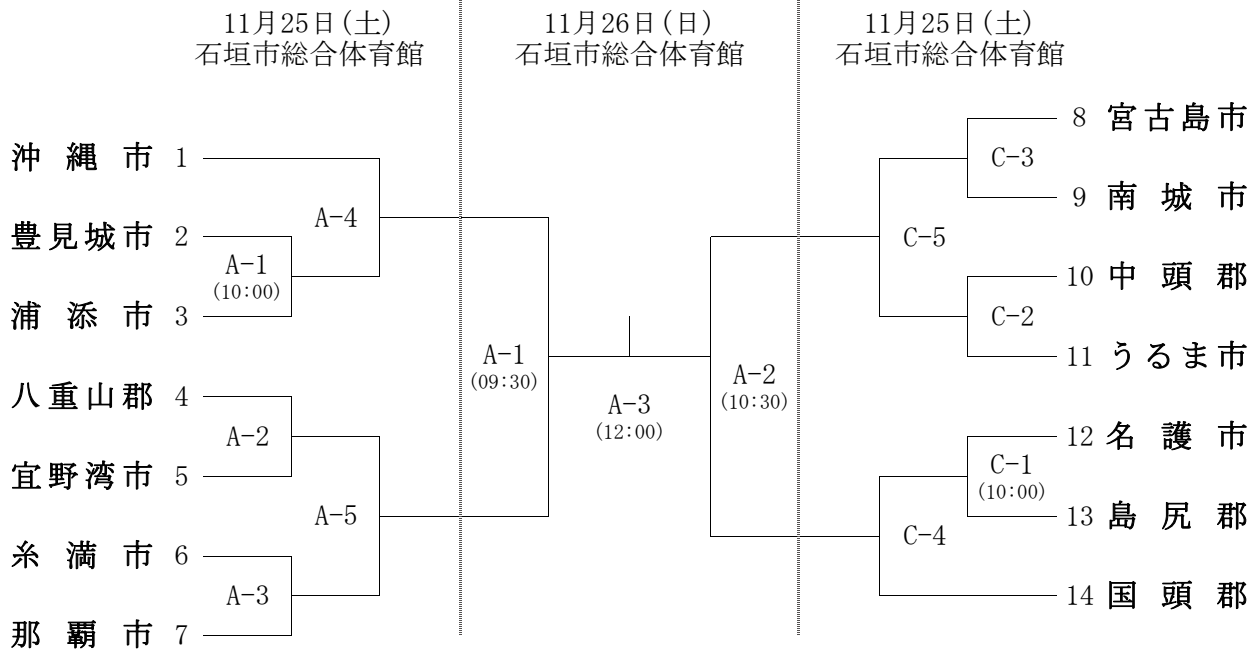 11月25日(土)
石垣市総合体育館
11月26日(日)
石垣市総合体育館
11月25日(土)
石垣市総合体育館
沖縄市 1
豊見城市 2
浦添市 3
八重山郡 4
宜野湾市 5
糸満市 6
那覇市 7
A-4
A-1
(10:00)
A-2
A-5
A-3
A-1
(09:30)
A-3
(12:00)
A-2
(10:30)
C-3
C-5
C-2
C-1
(10:00)
C-4
8 宮古島市
9 南城市
10 中頭郡
11 うるま市
12 名護市
13 島尻郡
14 国頭郡